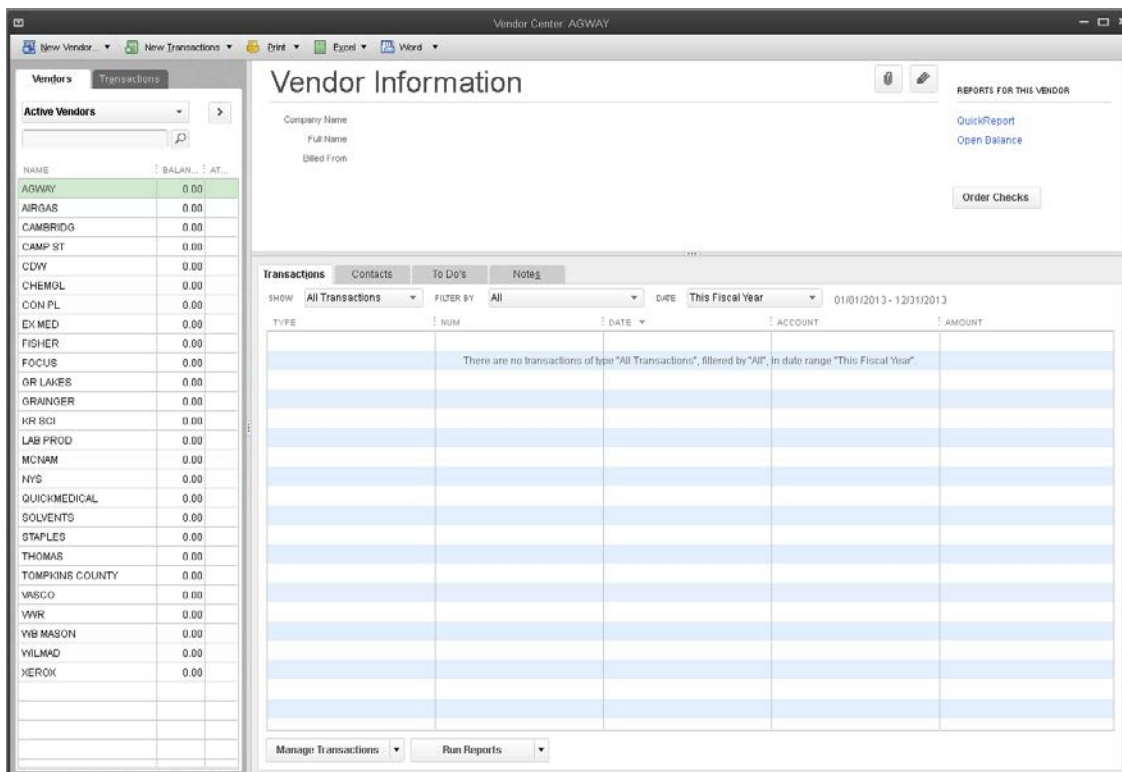 Vendor Center: AGWAY
New Vendor... New Transactions Print Excel Word
Vendors Transactions
Active Vendors
NAME BALAN... AT...
AGWAY 0.00
AIRGAS 0.00
CAMBRIDG 0.00
CAMP ST 0.00
CDW 0.00
CHEMGL 0.00
CON PL 0.00
EX MED 0.00
FISHER 0.00
FOCUS 0.00
GR LAKES 0.00
GRAINGER 0.00
KR SCI 0.00
LAB PROD 0.00
MCNAM 0.00
NYS 0.00
QUICKMEDICAL 0.00
SOLVENTS 0.00
STAPLES 0.00
THOMAS 0.00
TOMPKINS COUNTY 0.00
VASCO 0.00
VWR 0.00
WB MASON 0.00
WILMAD 0.00
XEROX 0.00
Vendor Information
Company Name
Full Name
Billed From
REPORTS FOR THIS VENDOR
QuickReport
Open Balance
Order Checks
Transactions Contacts To Do's Notes
SHOW All Transactions FILTER BY All DATE This Fiscal Year 01/01/2013 - 12/31/2013
TYPE NUM DATE ACCOUNT AMOUNT
There are no transactions of type "All Transactions", filtered by "All", in date range "This Fiscal Year".
Manage Transactions Run Reports